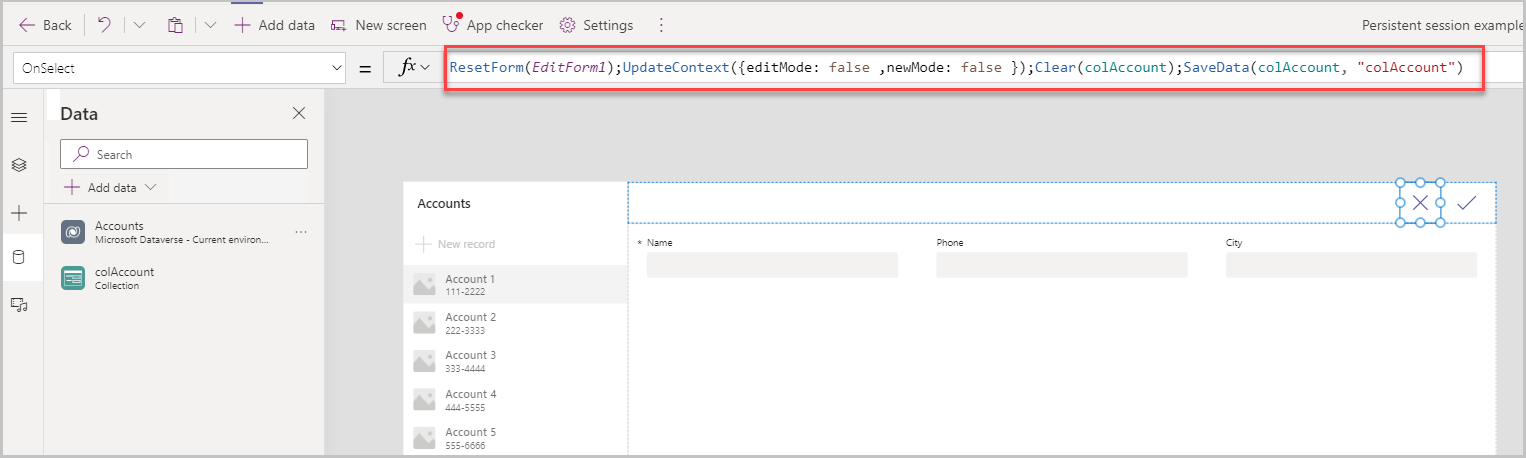 Back
Add data
New screen
App checker
Settings
Persistent session example
OnSelect
=
fx
ResetForm(EditForm1);UpdateContext({editMode: false ,newMode: false });Clear(colAccount);SaveData(colAccount, "colAccount")
Data
Search
Add data
Accounts
Microsoft Dataverse - Current environ...
colAccount
Collection
Accounts
New record
Account 1
111-2222
Account 2
222-3333
Account 3
333-4444
Account 4
444-5555
Account 5
555-6666
* Name
Phone
City